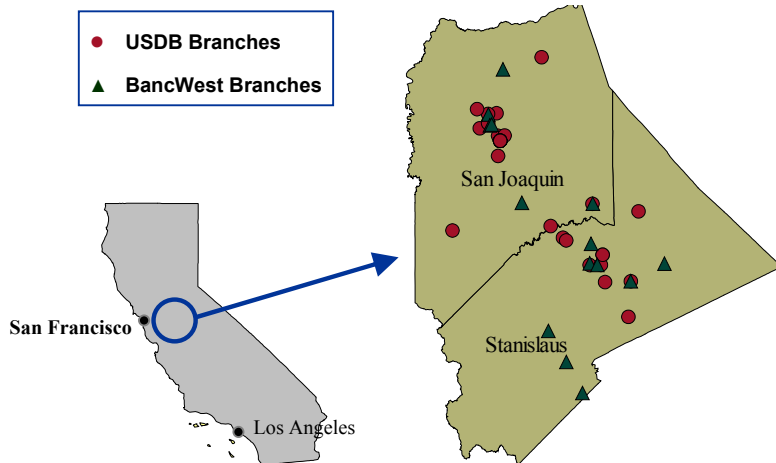 USDB Branches
BancWest Branches
San Joaquin
San Francisco
Stanislaus
Los Angeles